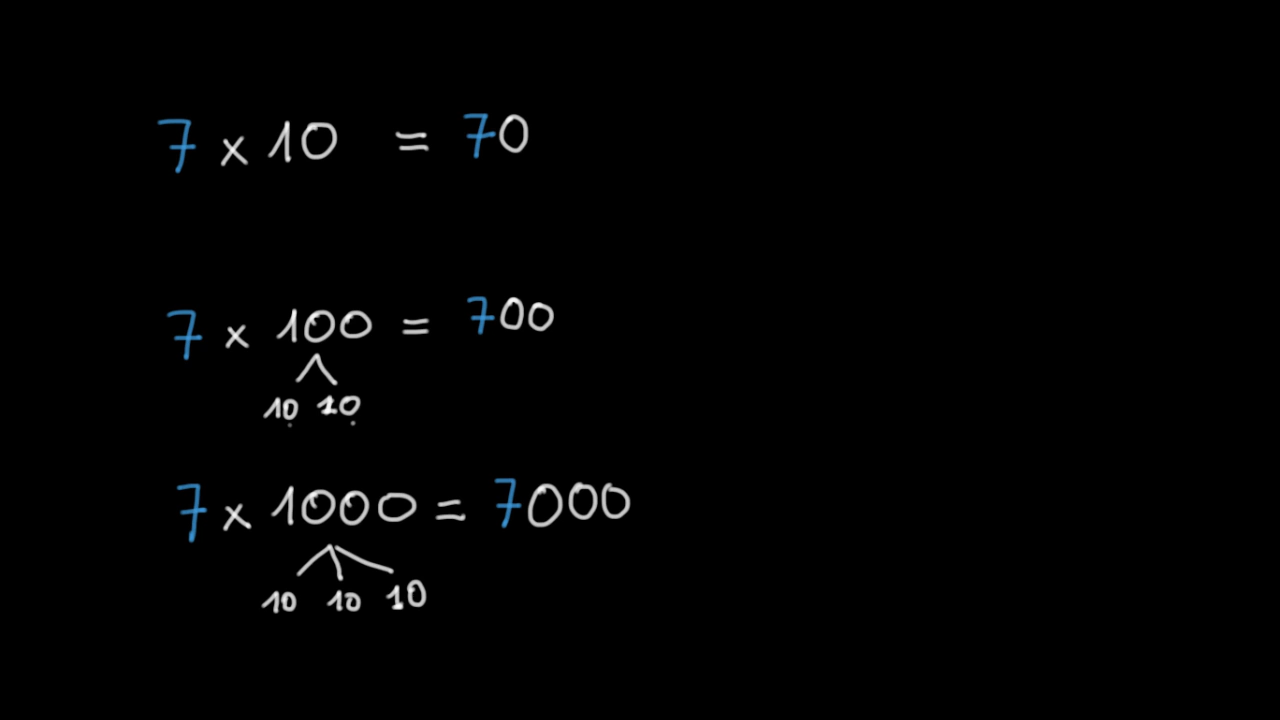 7 x 10 = 70
7 x 100 = 700
10 10
7 x 1000 = 7000
10 10 10